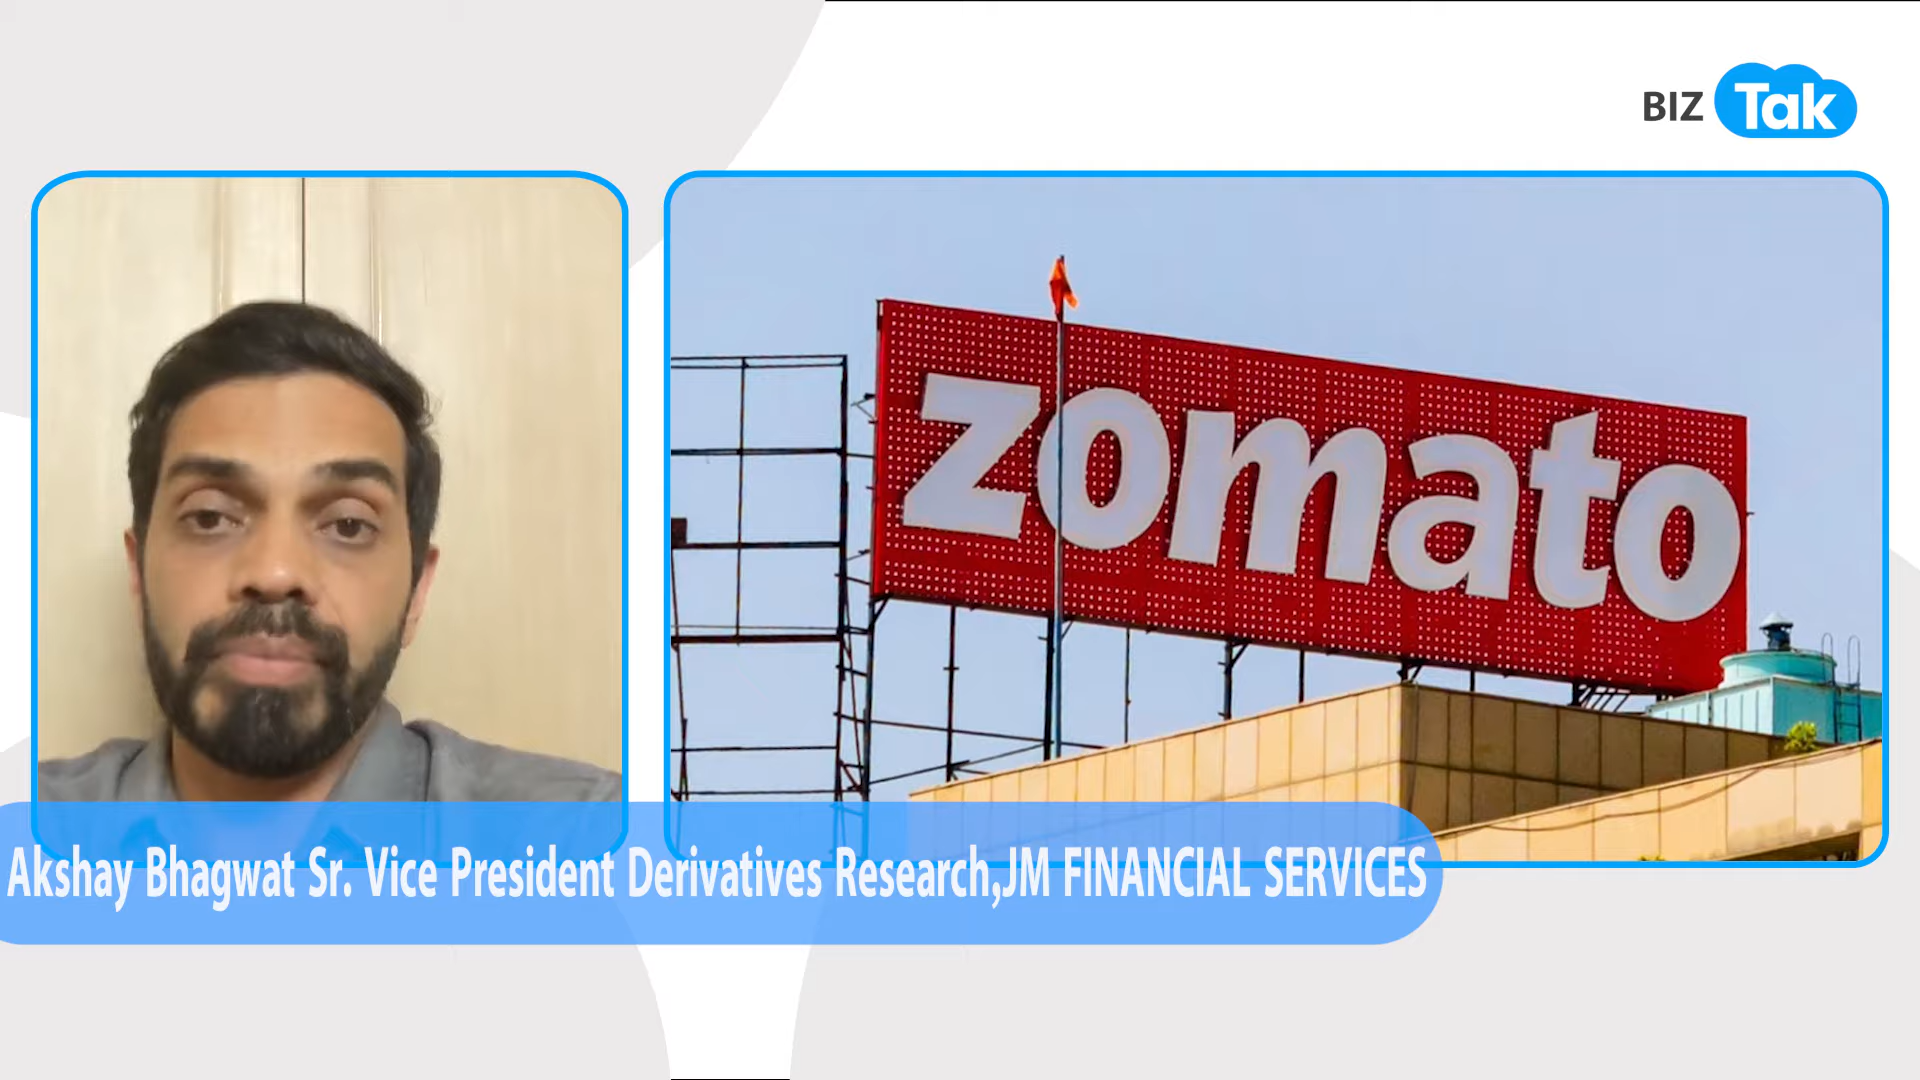 BIZ Tak
zomato
Akshay Bhagwat Sr. Vice President Derivatives Research,JM FINANCIAL SERVICES